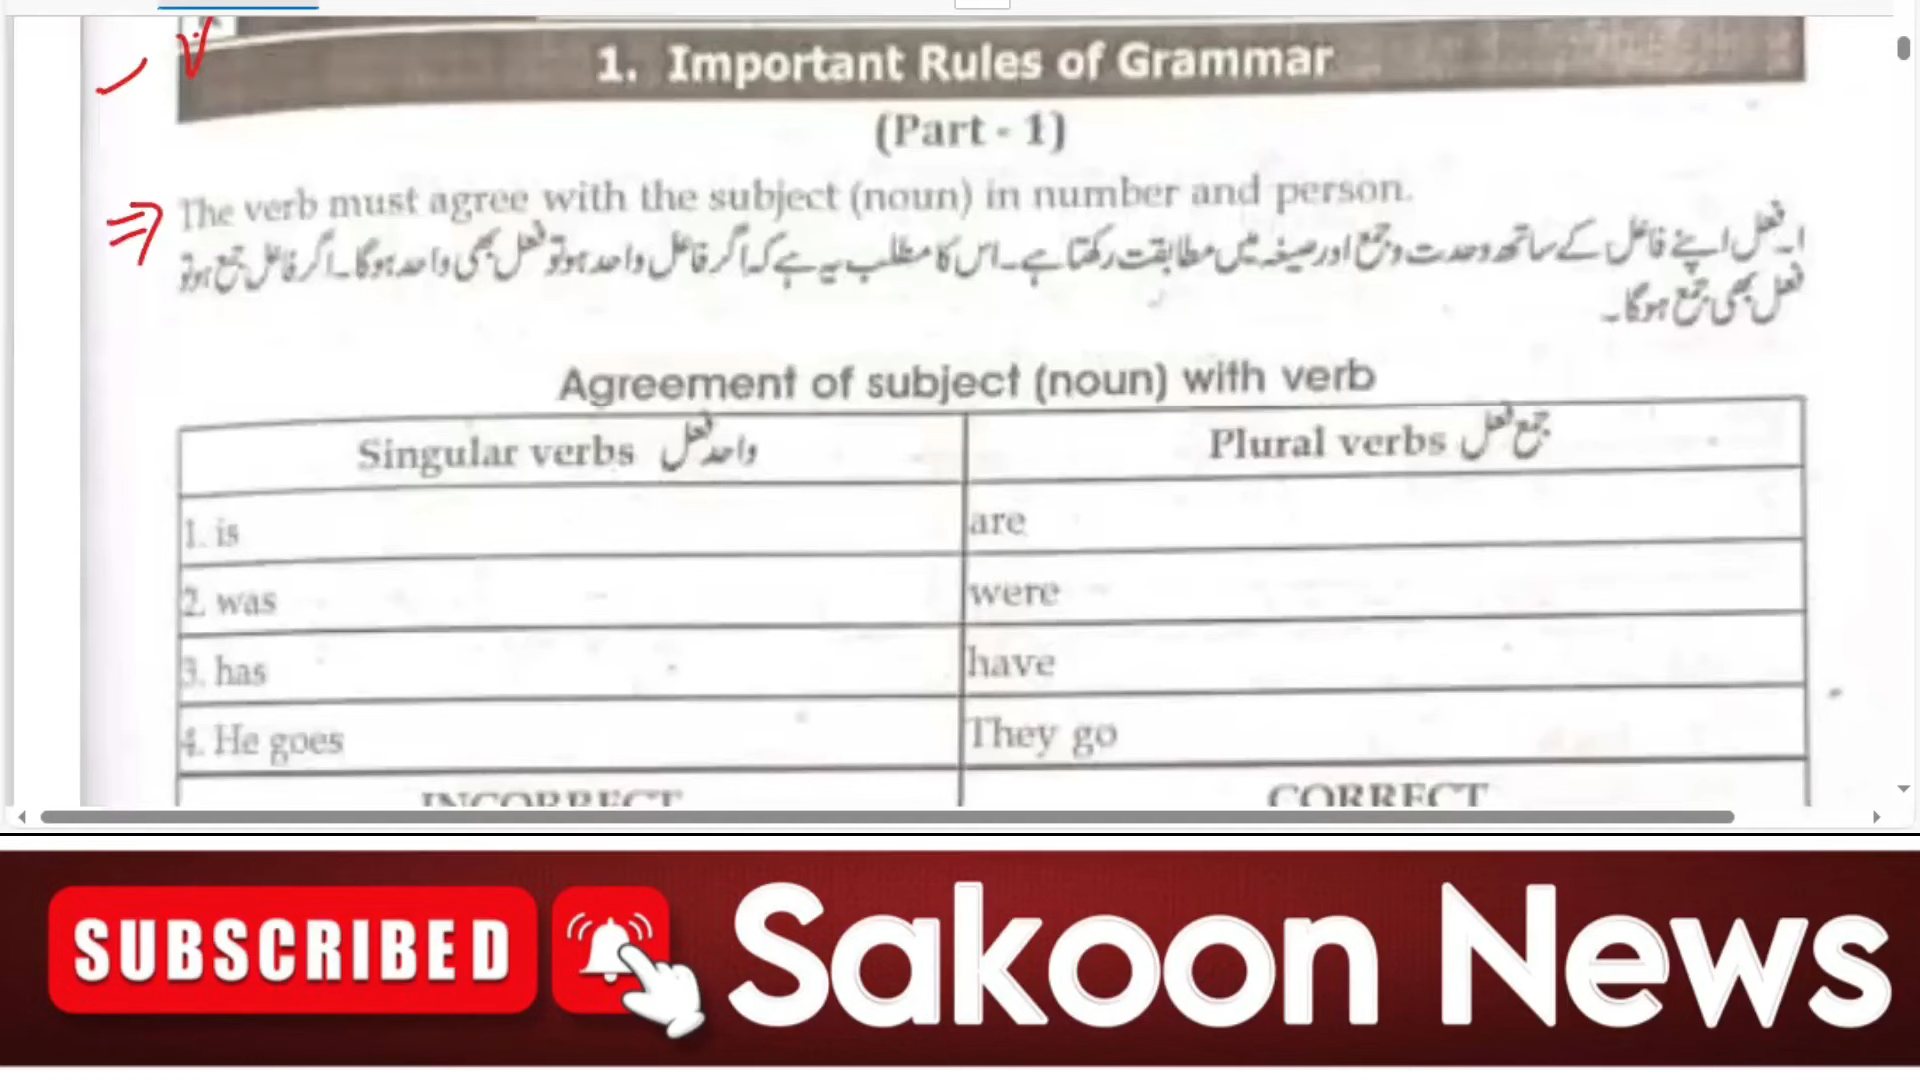 1. Important Rules of Grammar
(Part - 1)
The verb must agree with the subject (noun) in number and person.
ا۔ فعل اپنے فاعل کے ساتھ وحدت و جمع اور صیغہ میں مطابقت رکھتا ہے۔ اس کا مطلب یہ ہے کہ اگر فاعل واحد ہو تو فعل بھی واحد ہوگا۔ اگر فاعل جمع ہو تو
فعل بھی جمع ہوگا۔
Agreement of subject (noun) with verb
Singular verbs واحد فعل
Plural verbs جمع فعل
1. is
are
2. was
were
3. has
have
4. He goes
They go
INCORRECT
CORRECT
SUBSCRIBED
Sakoon News